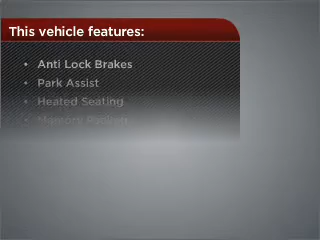 This vehicle features:
• Anti Lock Brakes
• Park Assist
• Heated Seating